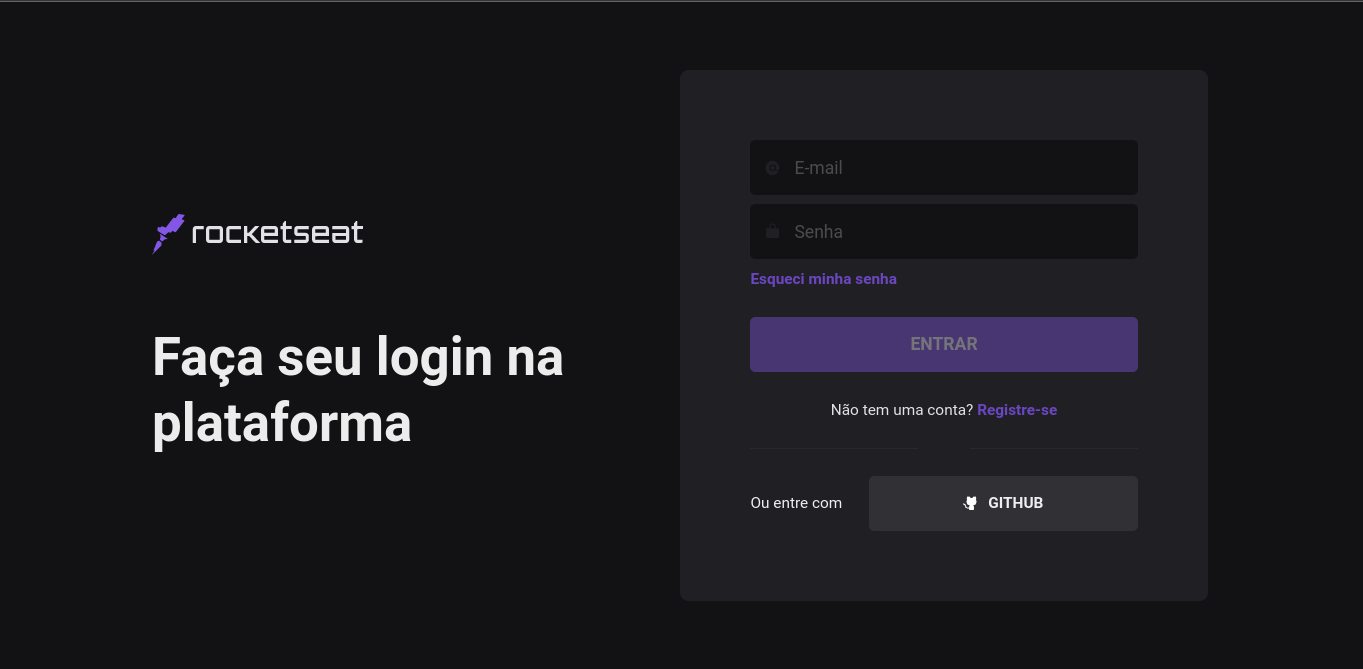 rocketseat
Faça seu login na
plataforma
E-mail
Senha
Esqueci minha senha
ENTRAR
Não tem uma conta? Registre-se
Ou entre com
GITHUB